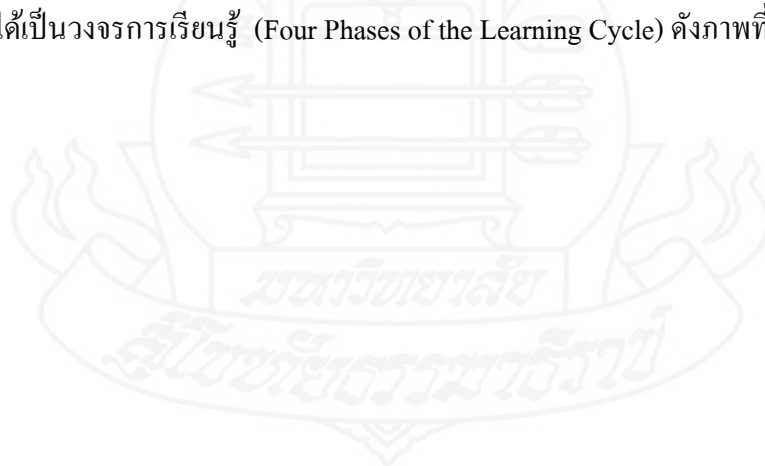 ได้เป็นวงจรการเรียนรู้ (Four Phases of the Learning Cycle) ดังภาพที่
มหาวิทยาลัย
สุโขทัยธรรมาธิราช